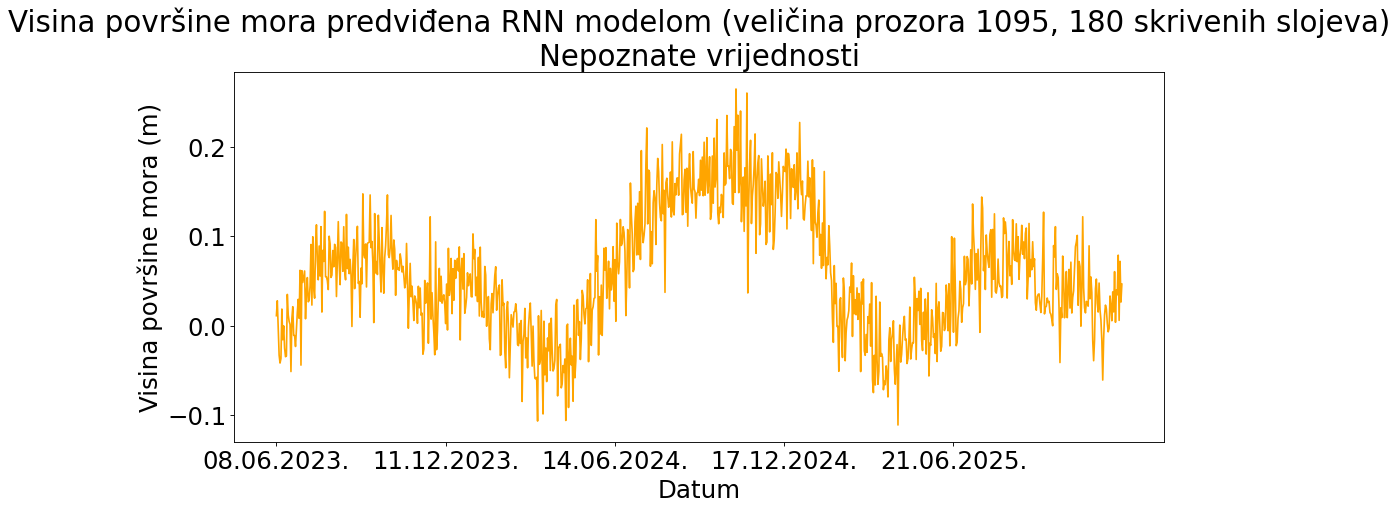 Visina površine mora predviđena RNN modelom (veličina prozora 1095, 180 skrivenih slojeva)
Nepoznate vrijednosti
Visina površine mora (m)
0.2
0.1
0.0
−0.1
08.06.2023. 11.12.2023. 14.06.2024. 17.12.2024. 21.06.2025.
Datum